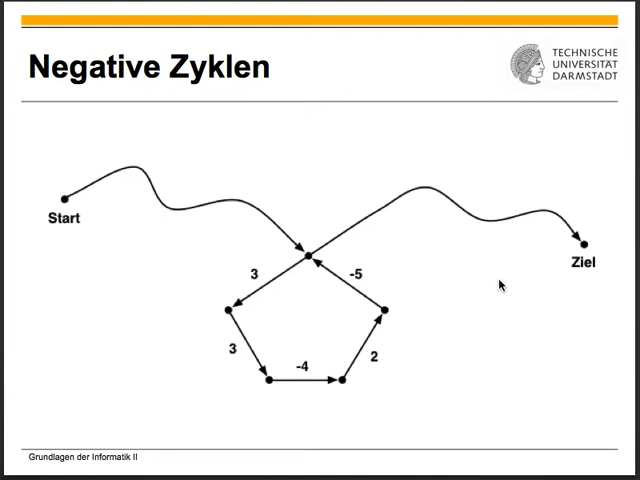 Negative Zyklen
TECHNISCHE
UNIVERSITÄT
DARMSTADT
Start
Ziel
3
-5
3
-4
2
Grundlagen der Informatik II